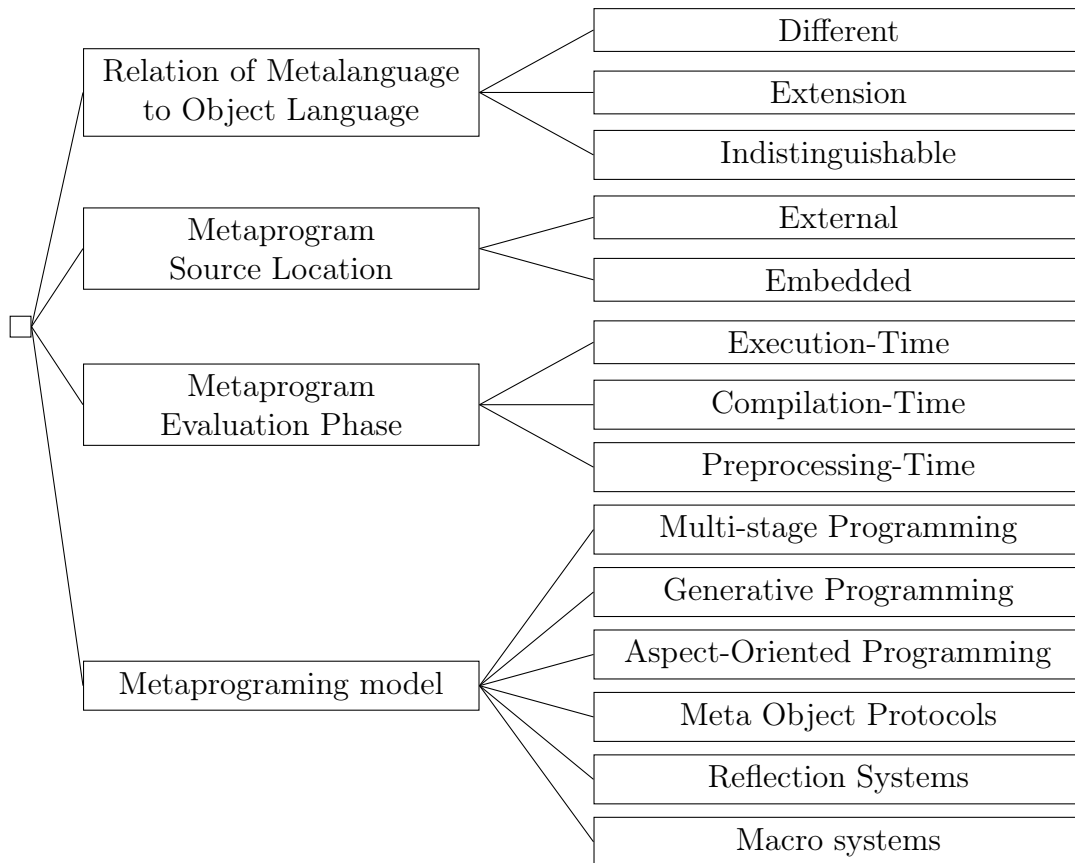 Different
Relation of Metalanguage
to Object Language
Extension
Indistinguishable
Metaprogram
Source Location
External
Embedded
Metaprogram
Evaluation Phase
Execution-Time
Compilation-Time
Preprocessing-Time
Metaprograming model
Multi-stage Programming
Generative Programming
Aspect-Oriented Programming
Meta Object Protocols
Reflection Systems
Macro systems